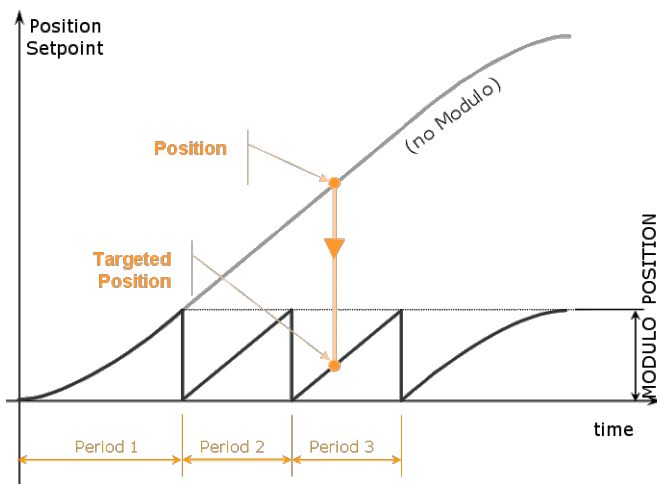 Position
Setpoint
(no Modulo)
Position
Targeted
Position
MODULO POSITION
time
Period 1
Period 2
Period 3